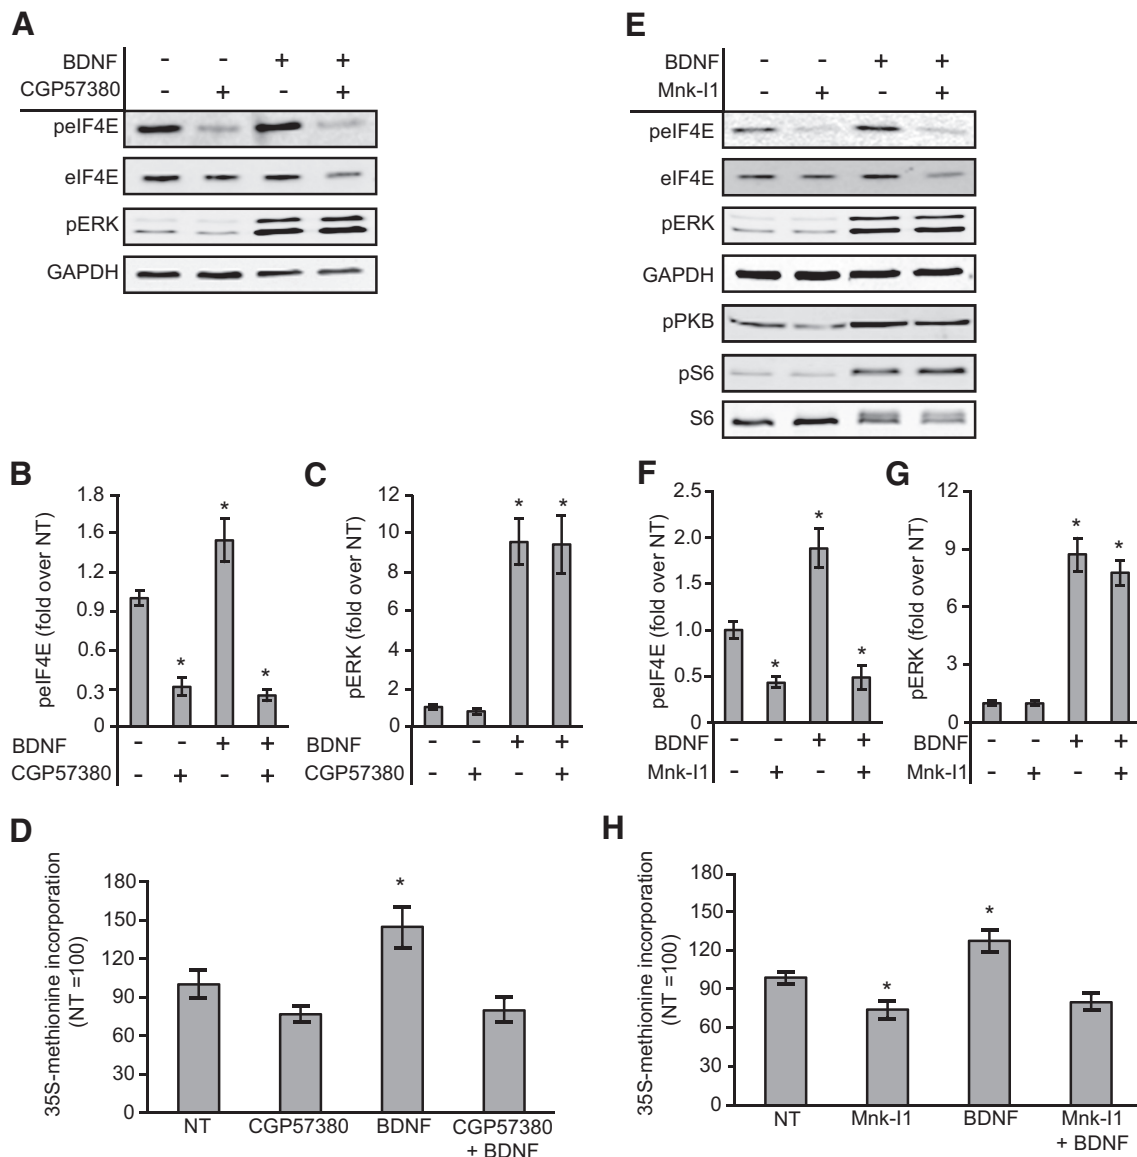 A
BDNF - - + +
CGP57380 - + - +
peIF4E
eIF4E
pERK
GAPDH
E
BDNF - - + +
Mnk-I1 - + - +
peIF4E
eIF4E
pERK
GAPDH
pPKB
pS6
S6
B
peIF4E (fold over NT)
1.8
1.6
1.2
0.9
0.6
0.3
0
* * *
BDNF - - + +
CGP57380 - + - +
C
pERK (fold over NT)
12
10
8
6
4
2
0
* *
BDNF - - + +
CGP57380 - + - +
F
peIF4E (fold over NT)
2.5
2.0
1.5
1.0
0.5
0
* * *
BDNF - - + +
Mnk-I1 - + - +
G
pERK (fold over NT)
12
9
6
3
0
* *
BDNF - - + +
Mnk-I1 - + - +
D
35S-methionine incorporation
(NT =100)
180
150
120
90
60
30
0
*
NT CGP57380 BDNF CGP57380
+ BDNF
H
35S-methionine incorporation
(NT =100)
180
150
120
90
60
30
0
* *
NT Mnk-I1 BDNF Mnk-I1
+ BDNF